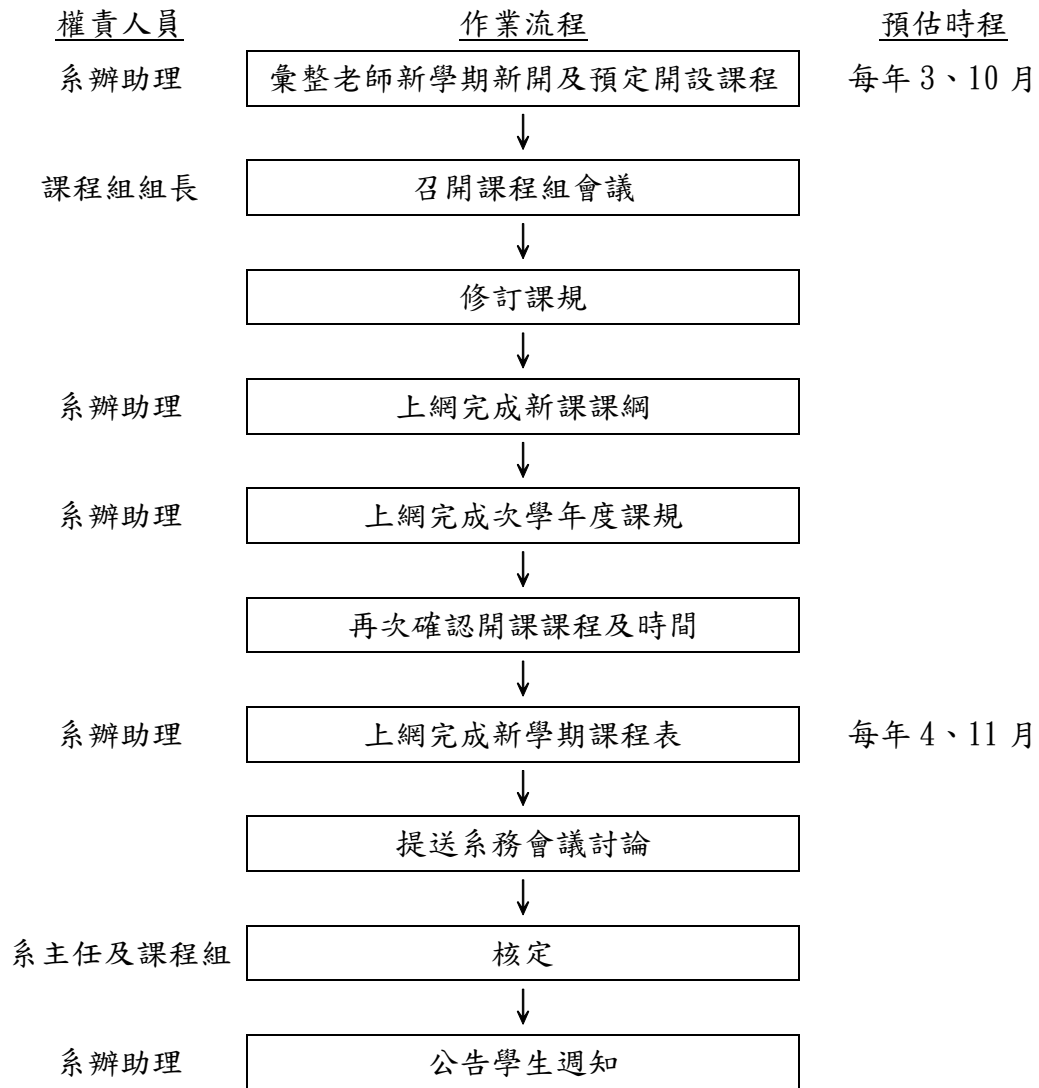 權責人員 作業流程 預估時程
系辦助理 彙整老師新學期新開及預定開設課程 每年 3、10 月
課程組組長 召開課程組會議
修訂課規
系辦助理 上網完成新課課綱
系辦助理 上網完成次學年度課規
再次確認開課課程及時間
系辦助理 上網完成新學期課程表 每年 4、11 月
提送系務會議討論
系主任及課程組 核定
系辦助理 公告學生週知